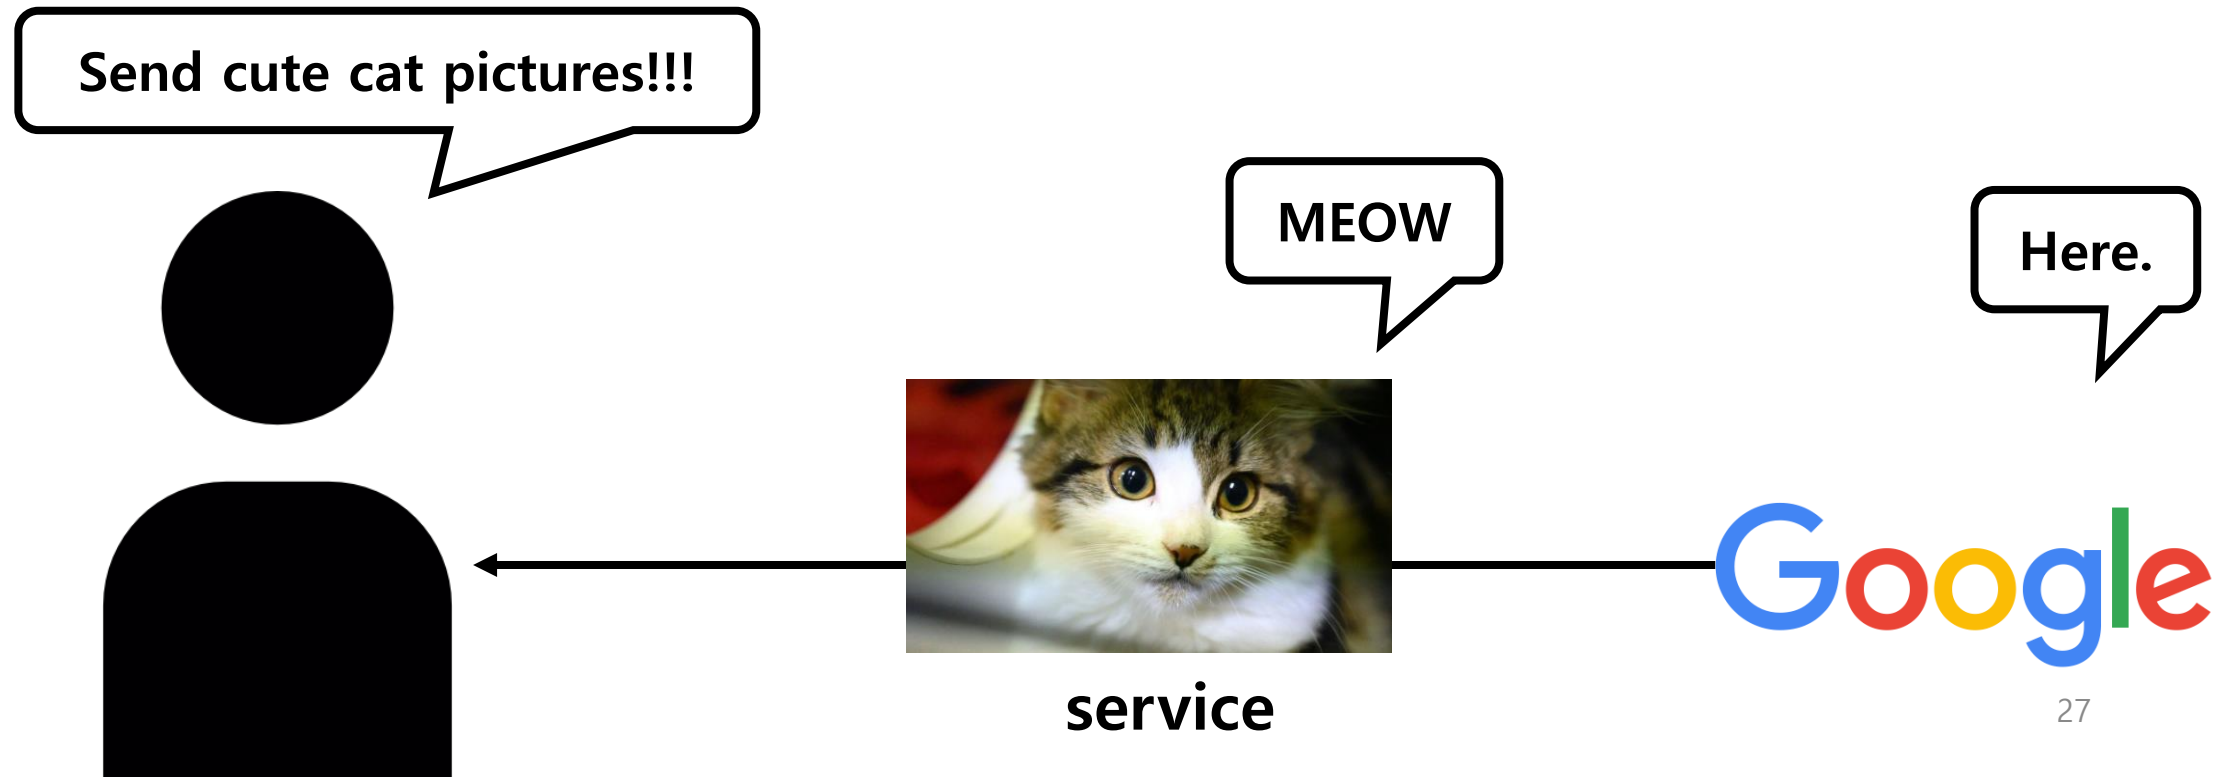 Send cute cat pictures!!!
MEOW
Here.
Google
service
27